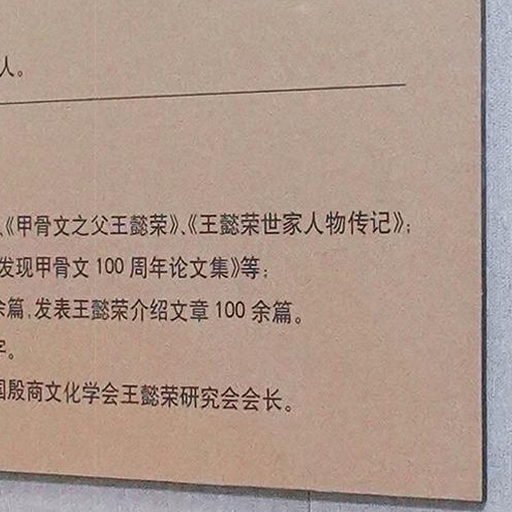 人。
、《甲骨文之父王懿荣》、《王懿荣世家人物传记》；
发现甲骨文100周年论文集》等；
余篇，发表王懿荣介绍文章100余篇。
字。
国殷商文化学会王懿荣研究会会长。